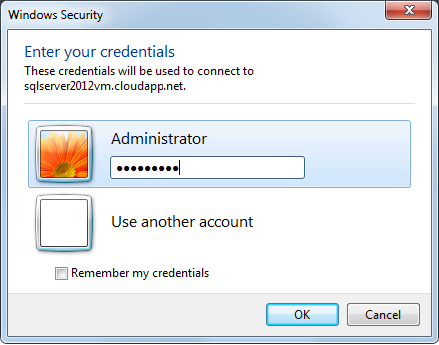 Windows Security
Enter your credentials
These credentials will be used to connect to
sqlserver2012vm.cloudapp.net.
Administrator
●●●●●●●●●
Use another account
Remember my credentials
OK
Cancel